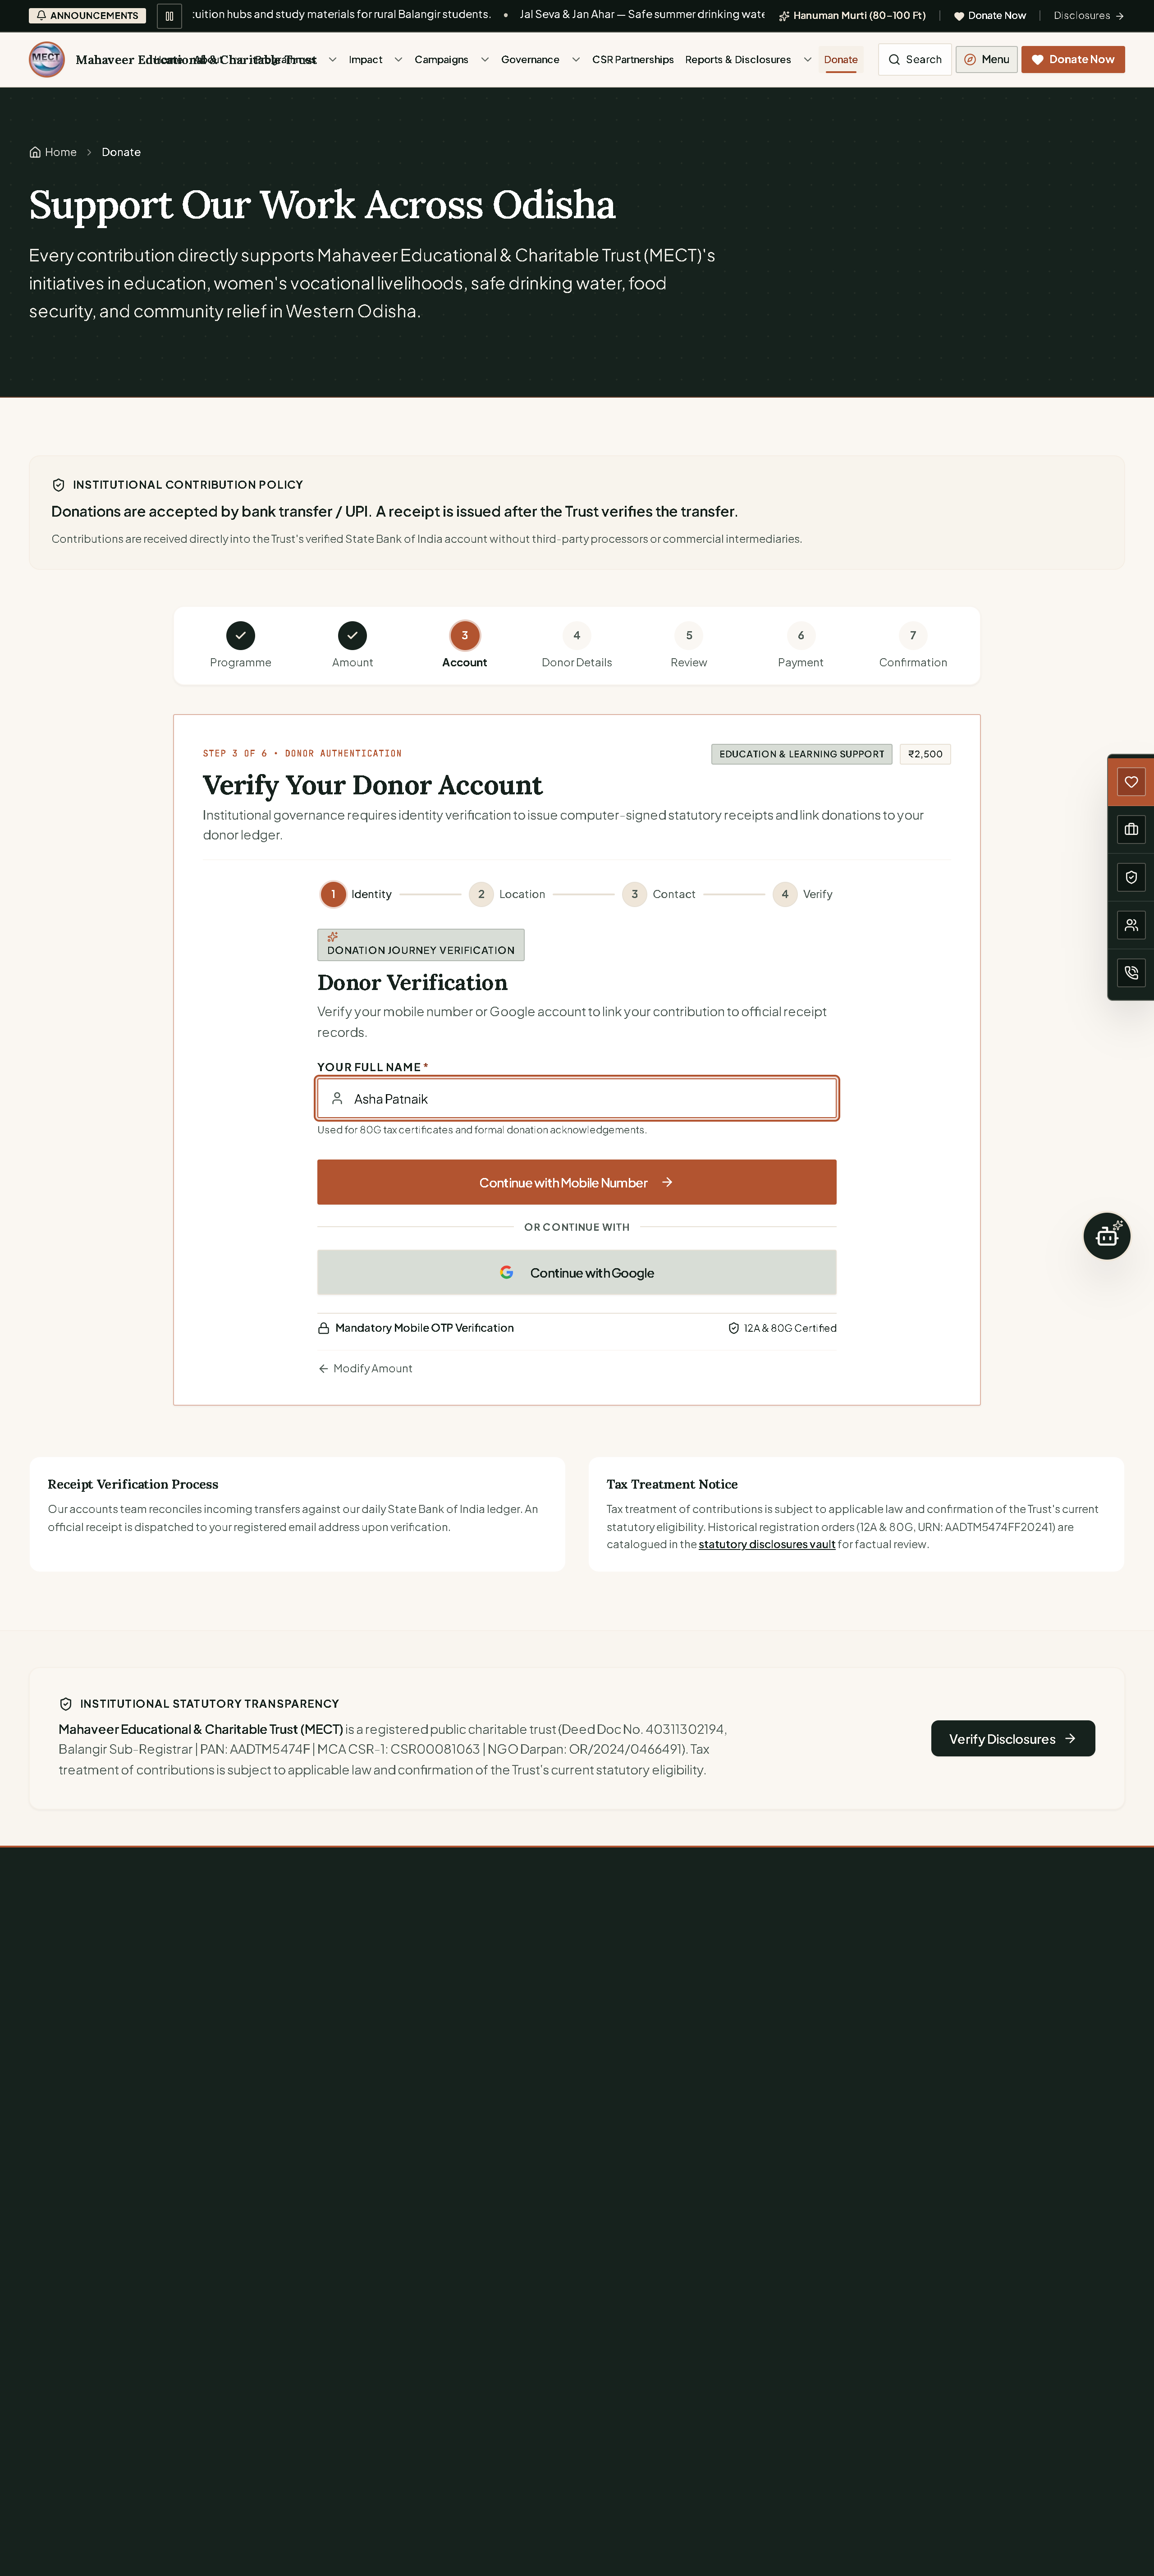 ANNOUNCEMENTS
tuition hubs and study materials for rural Balangir students. • Jal Seva & Jan Ahar — Safe summer drinking wate
Hanuman Murti (80–100 Ft)
Donate Now
Disclosures →
MECT
Mahaveer Educational & Charitable Trust
Home
About
Programmes
Impact
Campaigns
Governance
CSR Partnerships
Reports & Disclosures
Donate
Search
Menu
Donate Now
Home > Donate
Support Our Work Across Odisha
Every contribution directly supports Mahaveer Educational & Charitable Trust (MECT)'s
initiatives in education, women's vocational livelihoods, safe drinking water, food
security, and community relief in Western Odisha.
INSTITUTIONAL CONTRIBUTION POLICY
Donations are accepted by bank transfer / UPI. A receipt is issued after the Trust verifies the transfer.
Contributions are received directly into the Trust's verified State Bank of India account without third-party processors or commercial intermediaries.
3
4
5
6
7
Programme
Amount
Account
Donor Details
Review
Payment
Confirmation
STEP 3 OF 6 • DONOR AUTHENTICATION
EDUCATION & LEARNING SUPPORT
₹2,500
Verify Your Donor Account
Institutional governance requires identity verification to issue computer-signed statutory receipts and link donations to your
donor ledger.
1 Identity
2 Location
3 Contact
4 Verify
DONATION JOURNEY VERIFICATION
Donor Verification
Verify your mobile number or Google account to link your contribution to official receipt
records.
YOUR FULL NAME *
Asha Patnaik
Used for 80G tax certificates and formal donation acknowledgements.
Continue with Mobile Number →
OR CONTINUE WITH
Continue with Google
Mandatory Mobile OTP Verification
12A & 80G Certified
← Modify Amount
Receipt Verification Process
Our accounts team reconciles incoming transfers against our daily State Bank of India ledger. An
official receipt is dispatched to your registered email address upon verification.
Tax Treatment Notice
Tax treatment of contributions is subject to applicable law and confirmation of the Trust's current
statutory eligibility. Historical registration orders (12A & 80G, URN: AADTM5474FF20241) are
catalogued in the statutory disclosures vault for factual review.
INSTITUTIONAL STATUTORY TRANSPARENCY
Mahaveer Educational & Charitable Trust (MECT) is a registered public charitable trust (Deed Doc No. 40311302194,
Balangir Sub-Registrar | PAN: AADTM5474F | MCA CSR-1: CSR00081063 | NGO Darpan: OR/2024/0466491). Tax
treatment of contributions is subject to applicable law and confirmation of the Trust's current statutory eligibility.
Verify Disclosures →